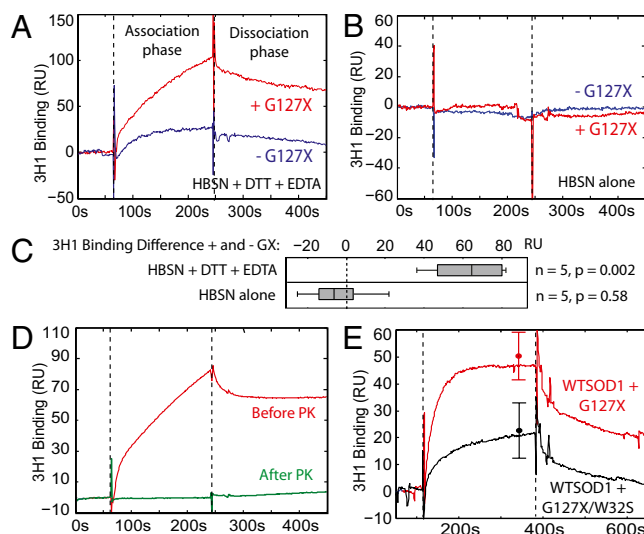 A
3H1 Binding (RU)
150
100
50
0
−50
Association phase
Dissociation phase
+ G127X
- G127X
HBSN + DTT + EDTA
0s 100s 200s 300s 400s
B
3H1 Binding (RU)
60
40
20
0
−20
−40
60
- G127X
+ G127X
HBSN alone
0s 100s 200s 300s 400s
C
3H1 Binding Difference + and - GX: −20 0 20 40 60 80 RU
HBSN + DTT + EDTA n = 5, p = 0.002
HBSN alone n = 5, p = 0.58
D
3H1 Binding (RU)
110
90
70
50
30
10
−10
Before PK
After PK
0s 100s 200s 300s 400s
E
3H1 Binding (RU)
60
50
40
30
20
10
0
−10
WTSOD1 +
G127X
WTSOD1 +
G127X/W32S
200s 400s 600s